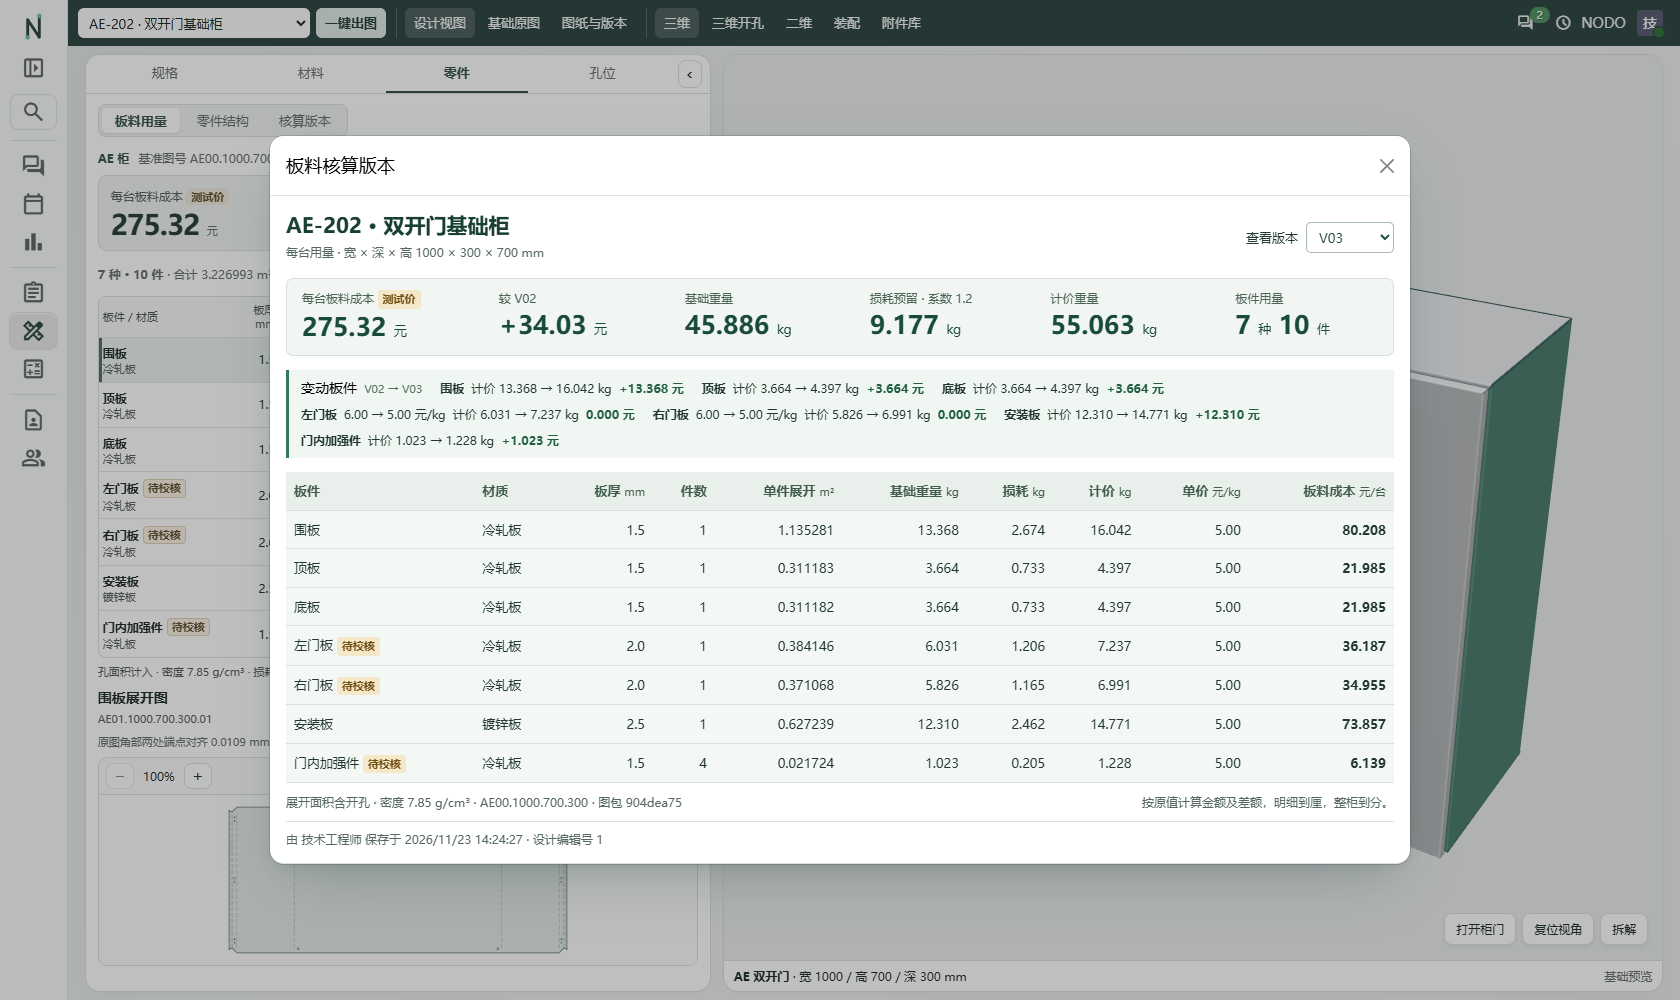 AE-202 · 双开门基础柜
一键出图
设计视图
基础原图
图纸与版本
三维
三维开孔
二维
装配
附件库
2
NODO
技
规格
材料
零件
孔位
板料用量
零件结构
核算版本
AE 柜 基准图号 AE00.1000.700
每台板料成本 测试价
275.32 元
7 种 • 10 件 · 合计 3.226993 m
板件 / 材质
mm
围板
冷轧板
1.
顶板
冷轧板
1.
底板
冷轧板
1.
左门板 待校核
冷轧板
2.
右门板 待校核
冷轧板
2.
安装板
镀锌板
2.
门内加强件 待校核
冷轧板
1.
孔面积计入 · 密度 7.85 g/cm³ · 损
围板展开图
AE01.1000.700.300.01
原图角部两处端点对齐 0.0109 mm
− 100% +
板料核算版本
AE-202 • 双开门基础柜
每台用量 · 宽 × 深 × 高 1000 × 300 × 700 mm
查看版本 V03
每台板料成本 测试价
275.32 元
较 V02
+34.03 元
基础重量
45.886 kg
损耗预留 · 系数 1.2
9.177 kg
计价重量
55.063 kg
板件用量
7 种 10 件
变动板件 V02 → V03 围板 计价 13.368 → 16.042 kg +13.368 元 顶板 计价 3.664 → 4.397 kg +3.664 元 底板 计价 3.664 → 4.397 kg +3.664 元
左门板 6.00 → 5.00 元/kg 计价 6.031 → 7.237 kg 0.000 元 右门板 6.00 → 5.00 元/kg 计价 5.826 → 6.991 kg 0.000 元 安装板 计价 12.310 → 14.771 kg +12.310 元
门内加强件 计价 1.023 → 1.228 kg +1.023 元
板件 材质 板厚 mm 件数 单件展开 m² 基础重量 kg 损耗 kg 计价 kg 单价 元/kg 板料成本 元/台
围板 冷轧板 1.5 1 1.135281 13.368 2.674 16.042 5.00 80.208
顶板 冷轧板 1.5 1 0.311183 3.664 0.733 4.397 5.00 21.985
底板 冷轧板 1.5 1 0.311182 3.664 0.733 4.397 5.00 21.985
左门板 待校核 冷轧板 2.0 1 0.384146 6.031 1.206 7.237 5.00 36.187
右门板 待校核 冷轧板 2.0 1 0.371068 5.826 1.165 6.991 5.00 34.955
安装板 镀锌板 2.5 1 0.627239 12.310 2.462 14.771 5.00 73.857
门内加强件 待校核 冷轧板 1.5 4 0.021724 1.023 0.205 1.228 5.00 6.139
展开面积含开孔 · 密度 7.85 g/cm³ · AE00.1000.700.300 · 图包 904dea75
按原值计算金额及差额，明细到厘，整柜到分。
由 技术工程师 保存于 2026/11/23 14:24:27 · 设计编辑号 1
打开柜门
复位视角
拆解
AE 双开门 · 宽 1000 / 高 700 / 深 300 mm
基础预览